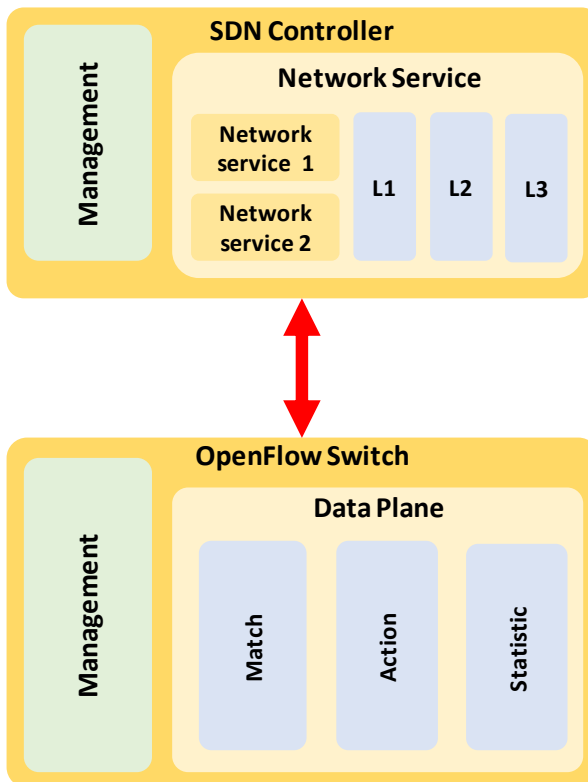 SDN Controller
Management
Network Service
Network
service 1
Network
service 2
L1
L2
L3
OpenFlow Switch
Management
Data Plane
Match
Action
Statistic